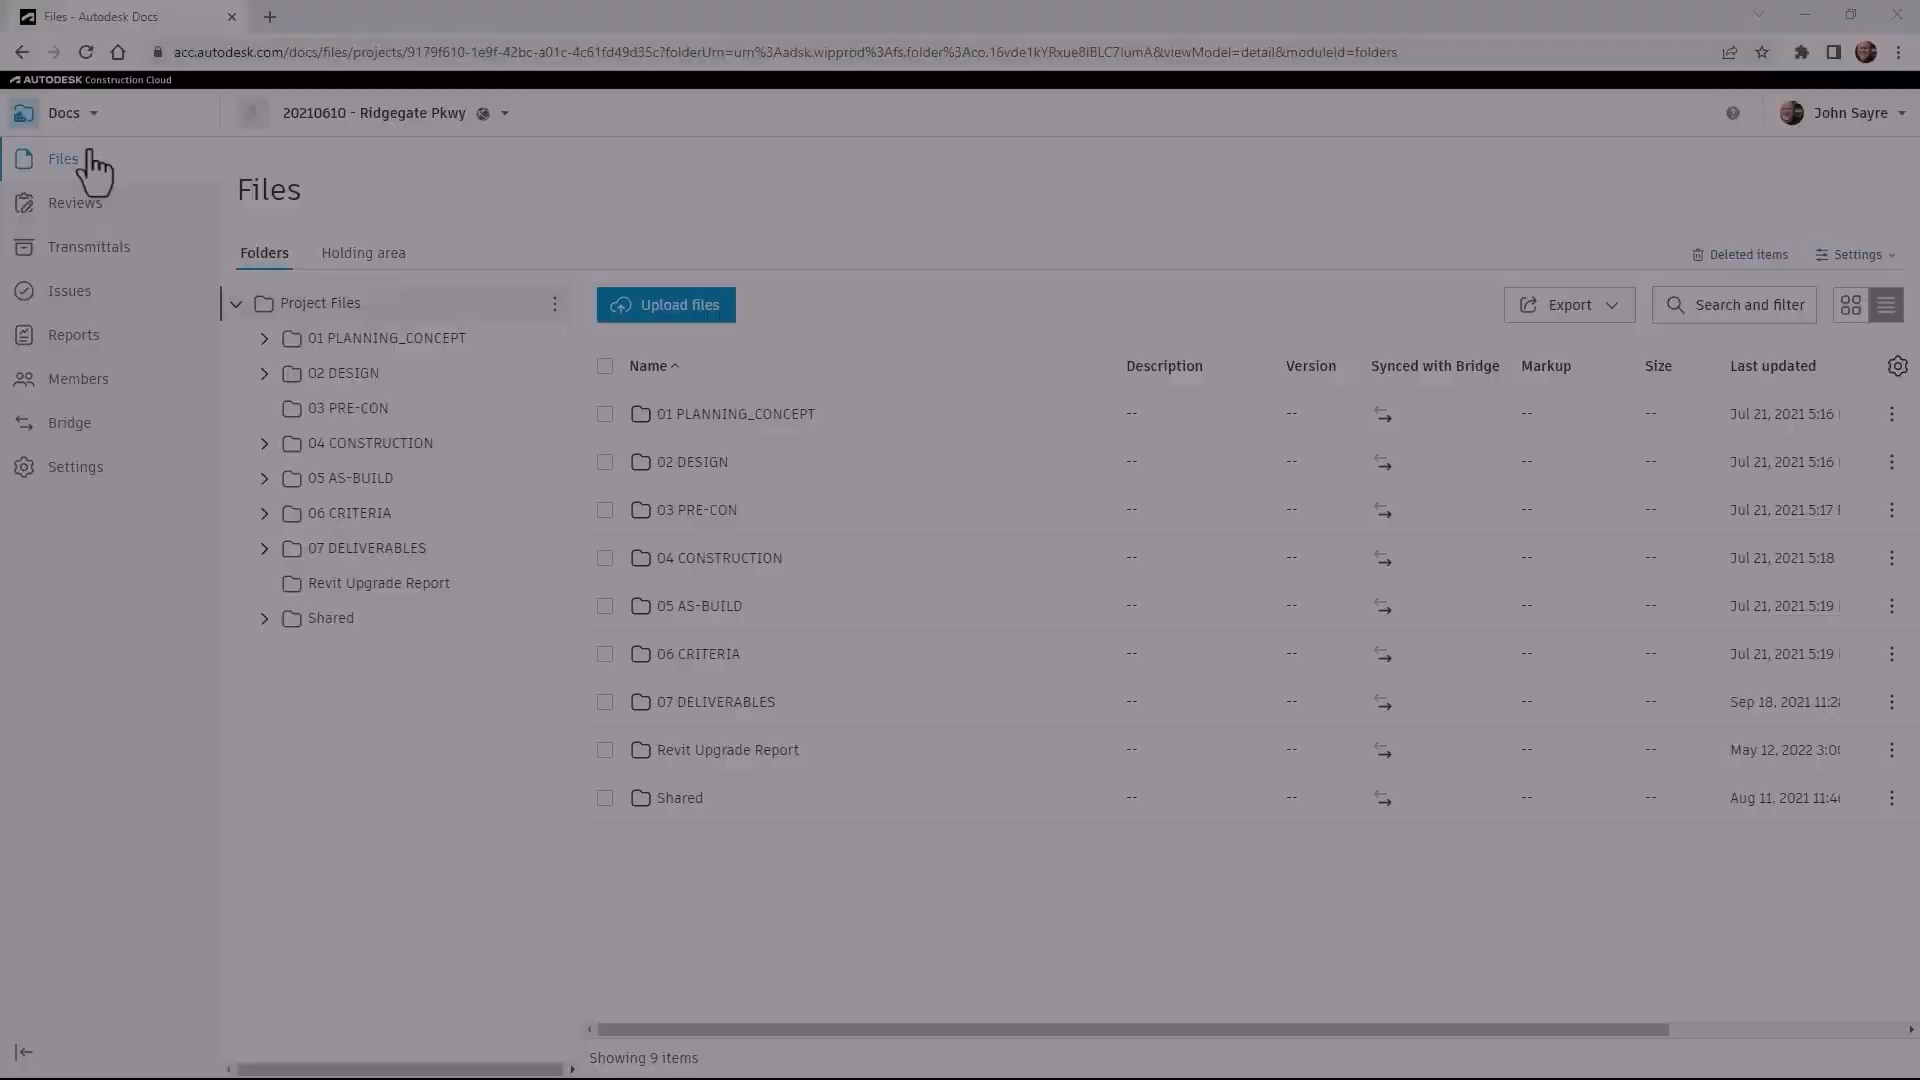 Files - Autodesk Docs
acc.autodesk.com/docs/files/projects/9179f610-1e9f-42bc-a01c-4c61fd49d35c?folderUrn=urn%3Aadsk.wipprod%3Afs.folder%3Aco.16vde1kYRxue8IBLC7IumA&viewModel=detail&moduleId=folders
AUTODESK Construction Cloud
Docs
20210610 - Ridgegate Pkwy
John Sayre
Files
Reviews
Transmittals
Issues
Reports
Members
Bridge
Settings
Files
Folders
Holding area
Deleted items
Settings
Project Files
01 PLANNING_CONCEPT
02 DESIGN
03 PRE-CON
04 CONSTRUCTION
05 AS-BUILD
06 CRITERIA
07 DELIVERABLES
Revit Upgrade Report
Shared
Upload files
Export
Search and filter
Name Description Version Synced with Bridge Markup Size Last updated
01 PLANNING_CONCEPT -- -- -- -- Jul 21, 2021 5:16
02 DESIGN -- -- -- -- Jul 21, 2021 5:16
03 PRE-CON -- -- -- -- Jul 21, 2021 5:17
04 CONSTRUCTION -- -- -- -- Jul 21, 2021 5:18
05 AS-BUILD -- -- -- -- Jul 21, 2021 5:19
06 CRITERIA -- -- -- -- Jul 21, 2021 5:19
07 DELIVERABLES -- -- -- -- Sep 18, 2021 11:28
Revit Upgrade Report -- -- -- -- May 12, 2022 3:00
Shared -- -- -- -- Aug 11, 2021 11:46
Showing 9 items